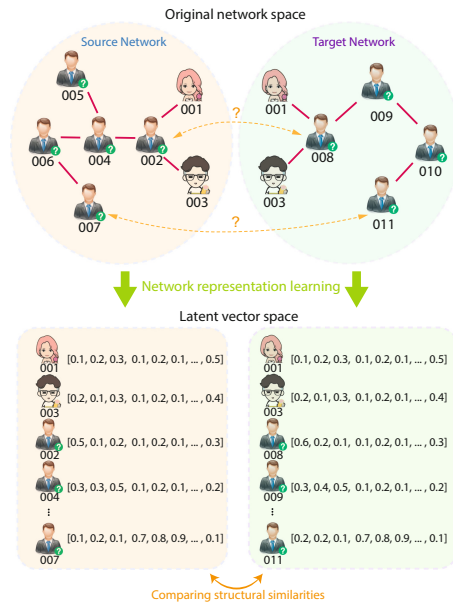 Original network space
Source Network
Target Network
005
001
001
009
?
006
004
002
008
010
003
003
007
?
011
Network representation learning
Latent vector space
001 [0.1, 0.2, 0.3, 0.1, 0.2, 0.1, ... , 0.5]
003 [0.2, 0.1, 0.3, 0.1, 0.2, 0.1, ... , 0.4]
002 [0.5, 0.1, 0.2, 0.1, 0.2, 0.1, ... , 0.3]
004 [0.3, 0.3, 0.5, 0.1, 0.2, 0.1, ... , 0.2]
...
007 [0.1, 0.2, 0.1, 0.7, 0.8, 0.9, ... , 0.1]
001 [0.1, 0.2, 0.3, 0.1, 0.2, 0.1, ... , 0.5]
003 [0.2, 0.1, 0.3, 0.1, 0.2, 0.1, ... , 0.4]
008 [0.6, 0.2, 0.1, 0.1, 0.2, 0.1, ... , 0.3]
009 [0.3, 0.4, 0.5, 0.1, 0.2, 0.1, ... , 0.2]
...
011 [0.2, 0.2, 0.1, 0.7, 0.8, 0.9, ... , 0.1]
Comparing structural similarities